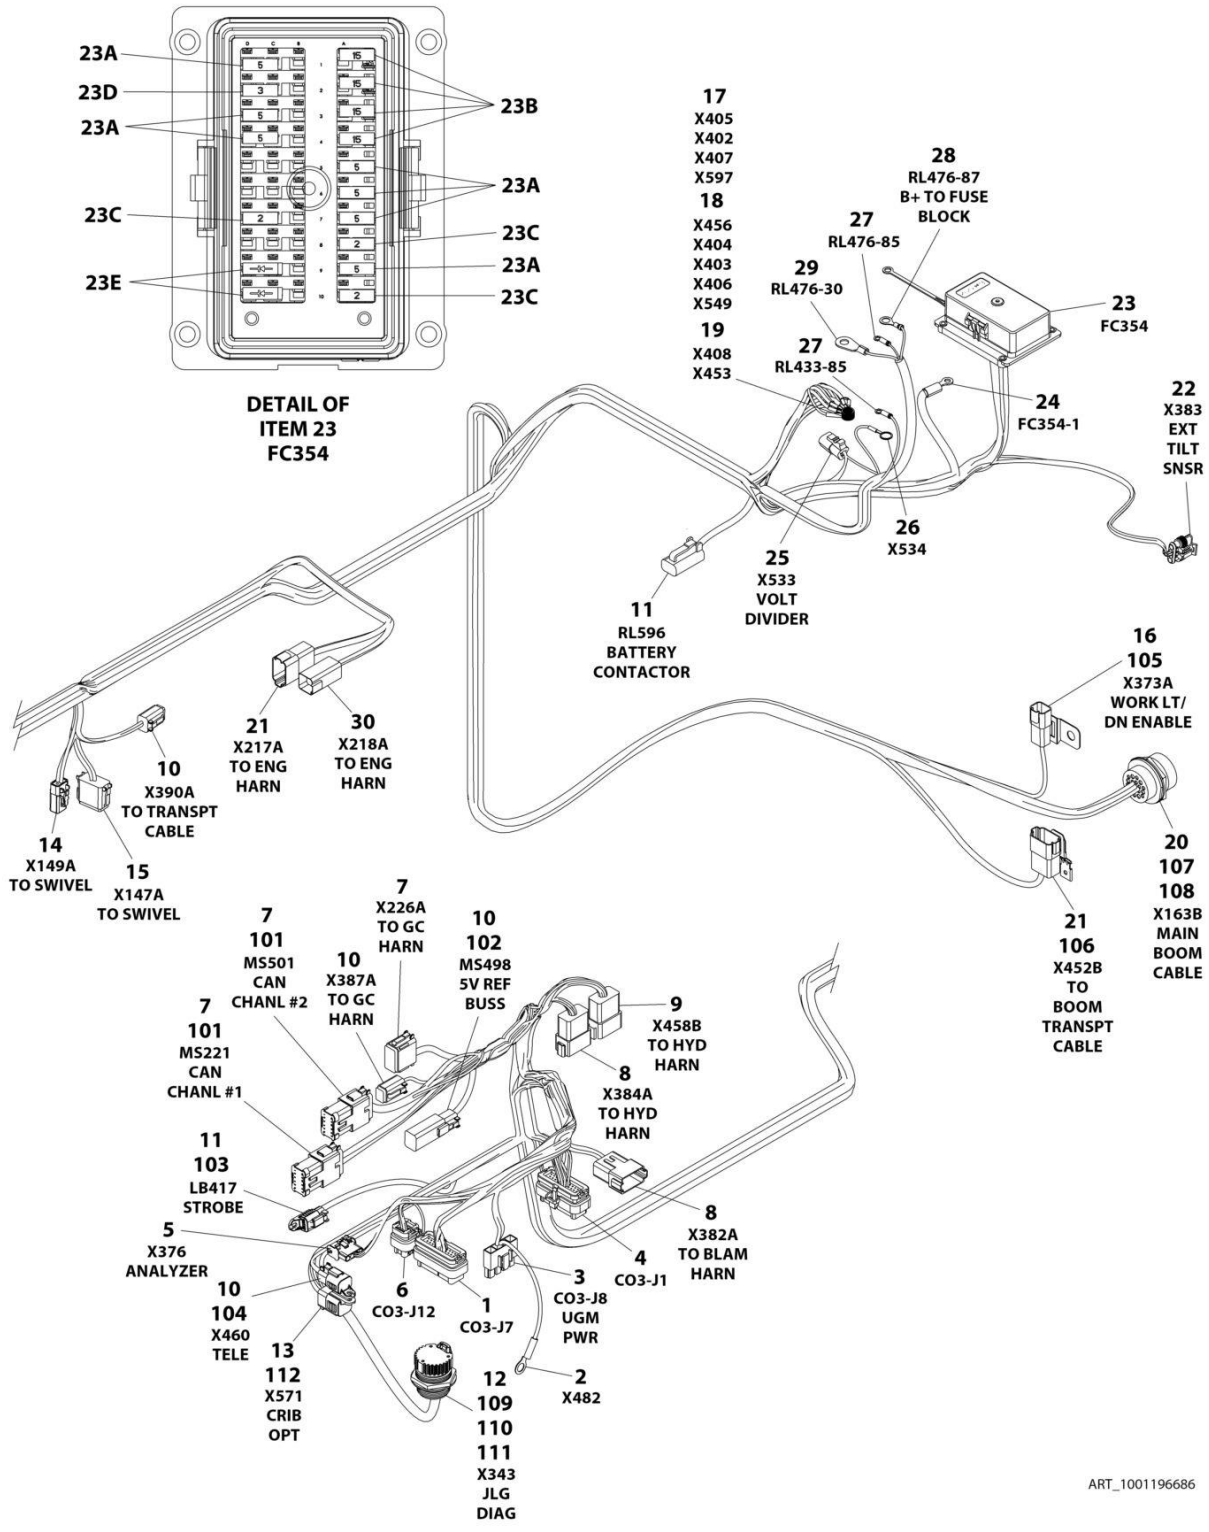 D C B A
23A
23D
23A
23C
23E
5
3
5
5
2
1
2
3
4
5
6
7
8
9
10
15
15
15
15
5
5
5
2
5
2
23B
23A
23C
23A
23C
DETAIL OF
ITEM 23
FC354
17
X405
X402
X407
X597
18
X456
X404
X403
X406
X549
19
X408
X453
28
RL476-87
B+ TO FUSE
BLOCK
27
RL476-85
29
RL476-30
27
RL433-85
23
FC354
24
FC354-1
22
X383
EXT
TILT
SNSR
26
X534
25
X533
VOLT
DIVIDER
11
RL596
BATTERY
CONTACTOR
16
105
X373A
WORK LT/
DN ENABLE
21
X217A
TO ENG
HARN
30
X218A
TO ENG
HARN
10
X390A
TO TRANSPT
CABLE
14
X149A
TO SWIVEL
15
X147A
TO SWIVEL
20
107
108
X163B
MAIN
BOOM
CABLE
21
106
X452B
TO
BOOM
TRANSPT
CABLE
7
X226A
TO GC
HARN
7
101
MS501
CAN
CHANL #2
10
X387A
TO GC
HARN
10
102
MS498
5V REF
BUSS
9
X458B
TO HYD
HARN
7
101
MS221
CAN
CHANL #1
8
X384A
TO HYD
HARN
11
103
LB417
STROBE
8
X382A
TO BLAM
HARN
5
X376
ANALYZER
4
CO3-J1
6
CO3-J12
1
CO3-J7
3
CO3-J8
UGM
PWR
10
104
X460
TELE
13
112
X571
CRIB
OPT
12
109
110
111
X343
JLG
DIAG
2
X482
ART_1001196686